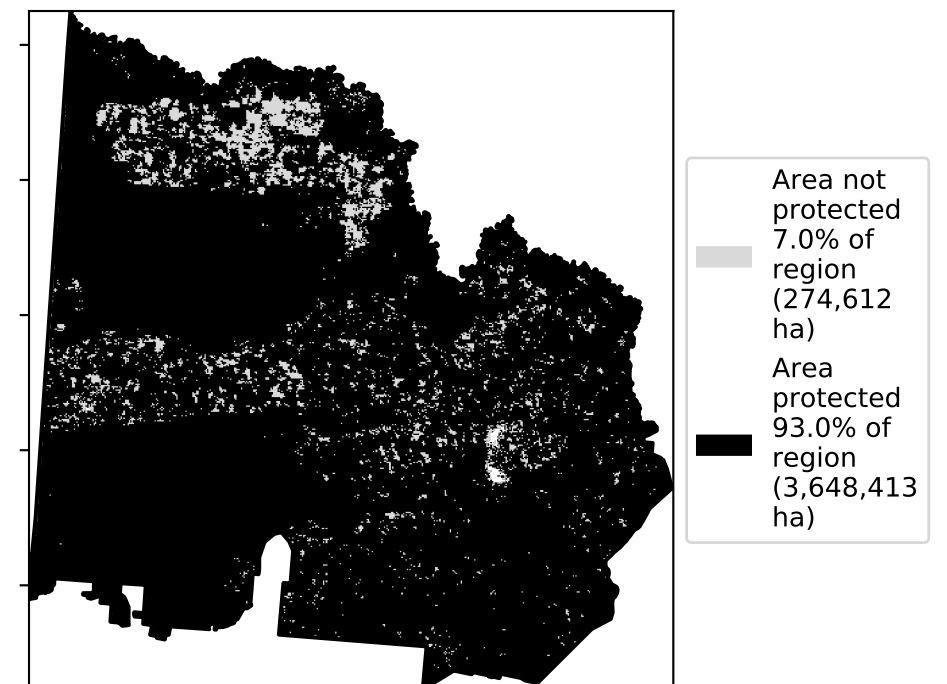 Area not
protected
7.0% of
region
(274,612
ha)
Area
protected
93.0% of
region
(3,648,413
ha)